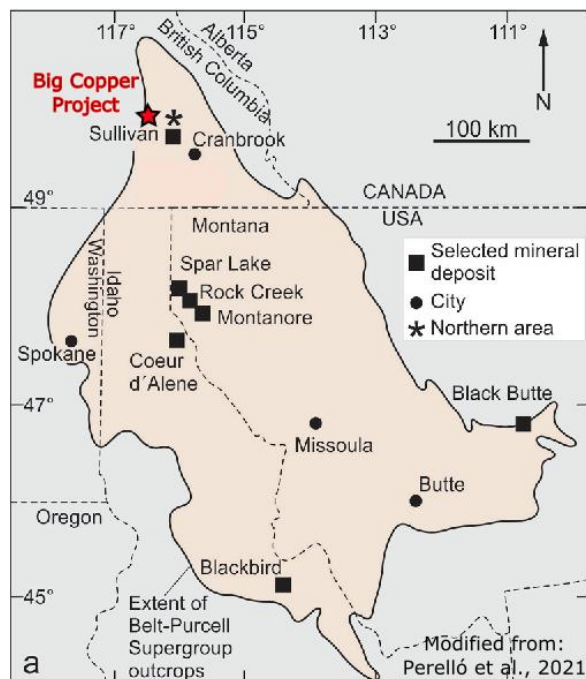 117°
115°
113°
111°
Alberta
British Columbia
N
Big Copper
Project
Sullivan
*
Cranbrook
100 km
49°
CANADA
USA
Montana
Washington
Idaho
Selected mineral
deposit
City
* Northern area
Spar Lake
Rock Creek
Montanore
Spokane
Coeur
d´Alene
47°
Black Butte
Missoula
Butte
Oregon
Blackbird
45°
Extent of
Belt-Purcell
Supergroup
outcrops
a
Modified from:
Perelló et al., 2021